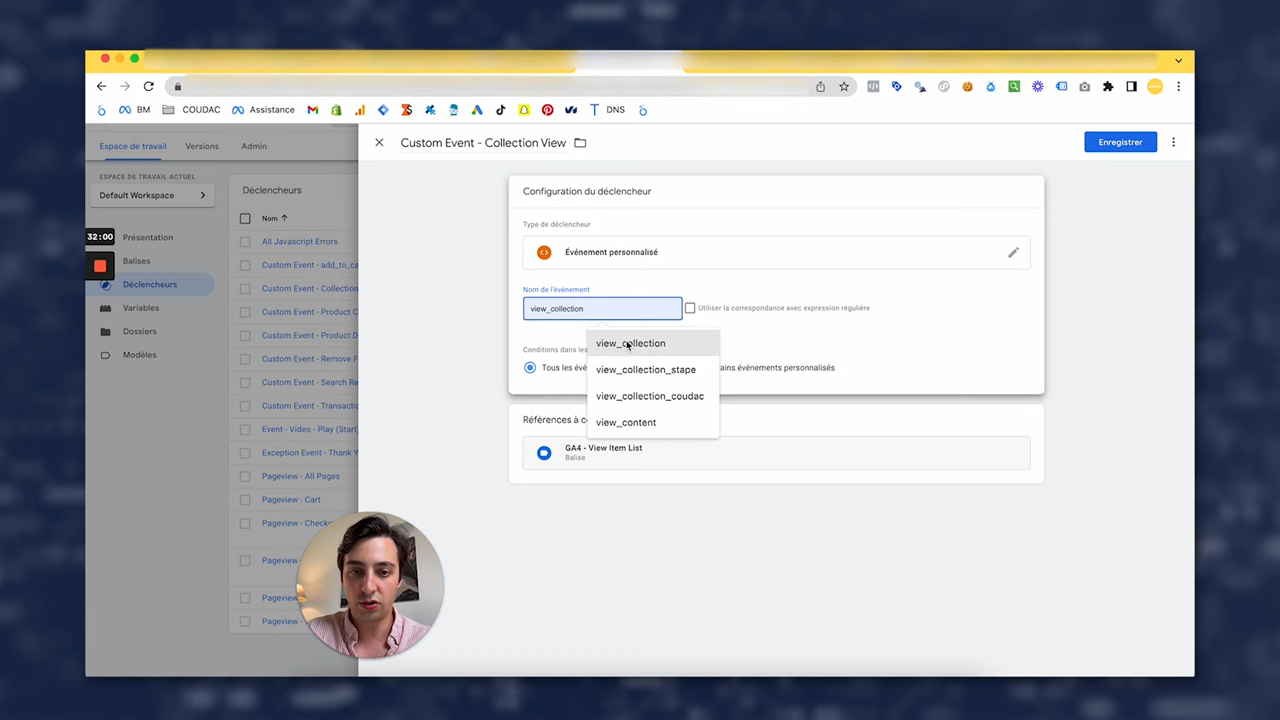 BM
COUDAC
Assistance
DNS
Espace de travail
Versions
Admin
Custom Event - Collection View
Enregistrer
ESPACE DE TRAVAIL ACTUEL
Default Workspace
Déclencheurs
Nom
32:00
Présentation
Balises
Déclencheurs
Variables
Dossiers
Modèles
All Javascript Errors
Custom Event - add_to_ca
Custom Event - Collection
Custom Event - Product C
Custom Event - Product D
Custom Event - Remove F
Custom Event - Search Re
Custom Event - Transactio
Event - Video - Play (Start)
Exception Event - Thank Y
Pageview - All Pages
Pageview - Cart
Pageview - Checko
Pageview
Pageview
Pageview -
Configuration du déclencheur
Type de déclencheur
Événement personnalisé
Nom de l'événement
view_collection
Utiliser la correspondance avec expression régulière
view_collection
view_collection_stape
view_collection_coudac
view_content
Conditions dans les
Tous les évé
ains événements personnalisés
Références à c
GA4 - View Item List
Balise